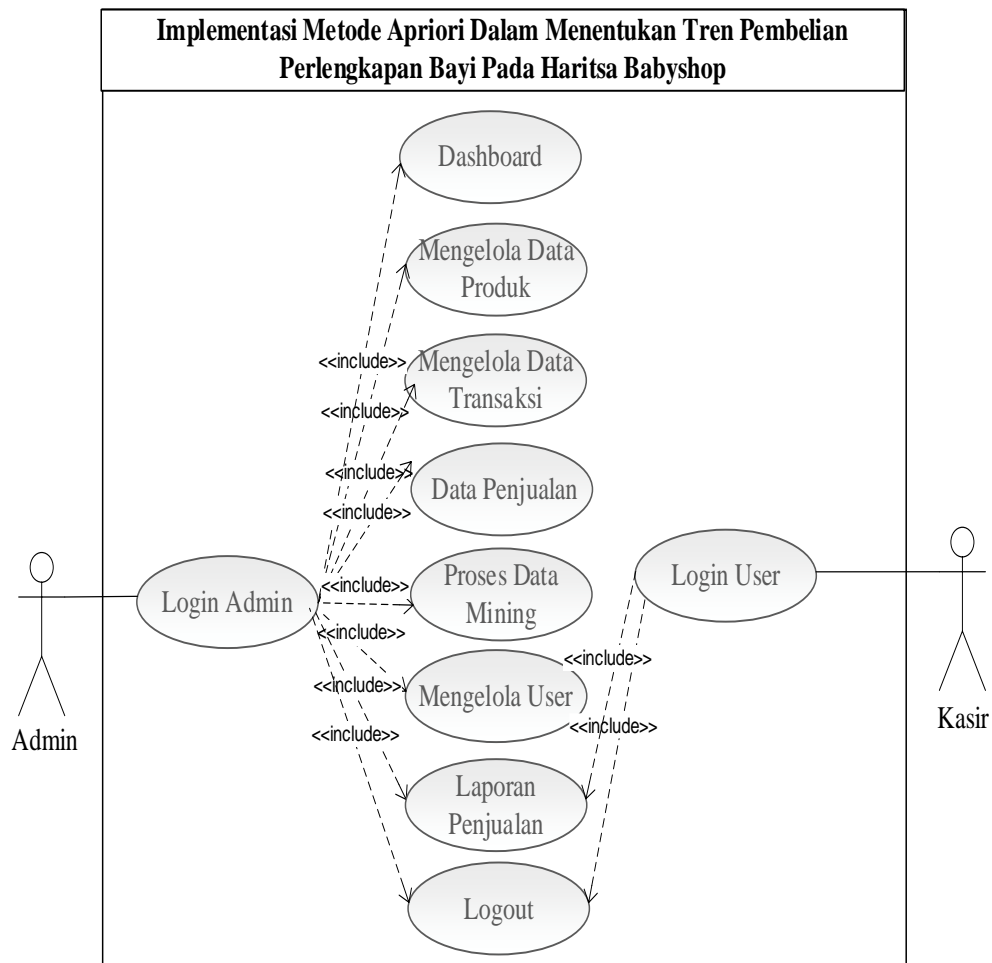 Implementasi Metode Apriori Dalam Menentukan Tren Pembelian
Perlengkapan Bayi Pada Haritsa Babyshop
Dashboard
Mengelola Data
Produk
<<include>>
Mengelola Data
Transaksi
<<include>>
<<include>>
Data Penjualan
<<include>>
Proses Data
Mining
<<include>>
Login Admin
Login User
<<include>>
<<include>>
<<include>>
Mengelola User
<<include>>
<<include>>
Admin
Kasir
Laporan
Penjualan
Logout